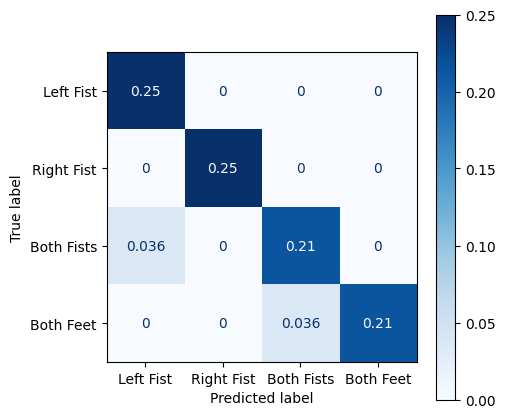 Left Fist 0.25 0 0 0
Right Fist 0 0.25 0 0
Both Fists 0.036 0 0.21 0
Both Feet 0 0 0.036 0.21
Left Fist Right Fist Both Fists Both Feet
Predicted label
True label
0.25
0.20
0.15
0.10
0.05
0.00